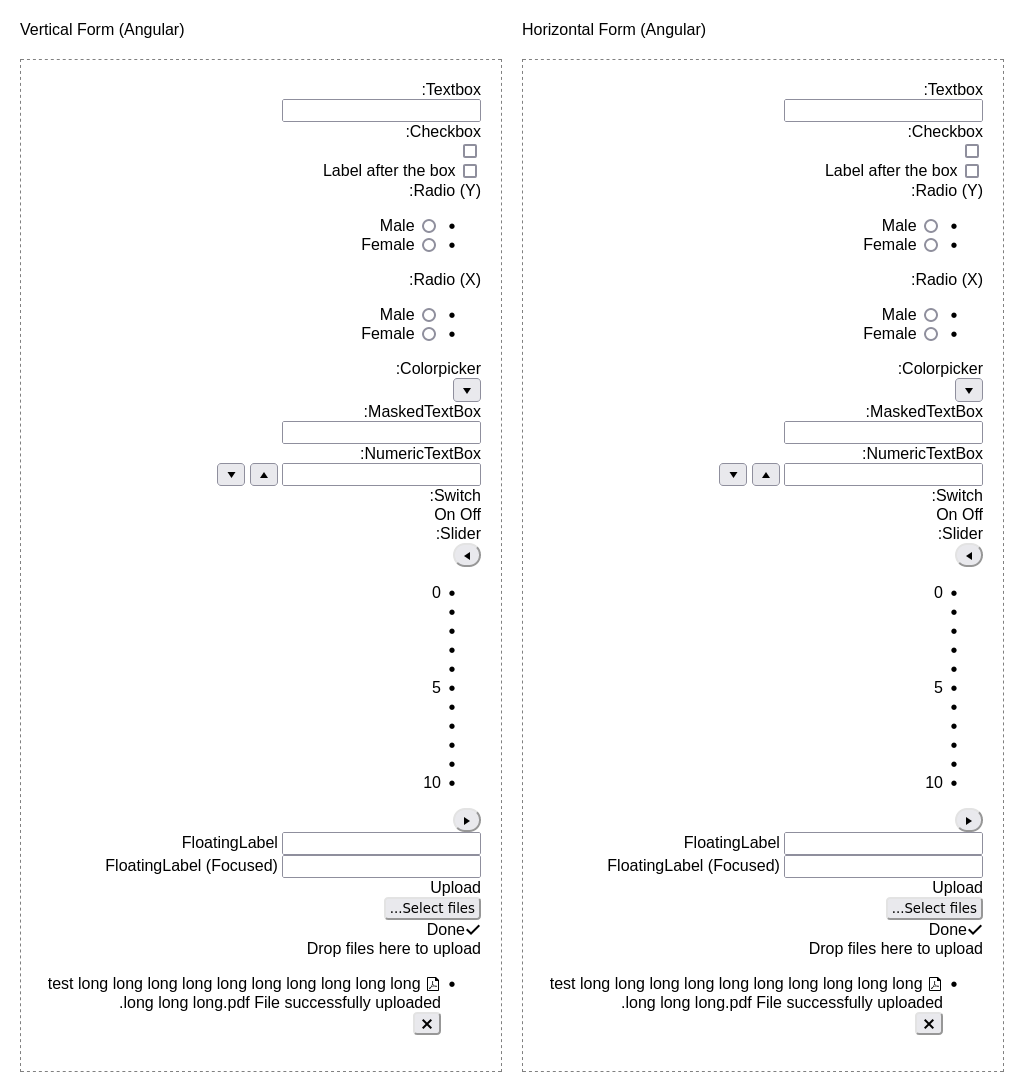 Vertical Form (Angular)
:Textbox
:Checkbox
Label after the box
:Radio (Y)
Male
Female
:Radio (X)
Male
Female
:Colorpicker
:MaskedTextBox
:NumericTextBox
:Switch
On Off
:Slider
0
5
10
FloatingLabel
FloatingLabel (Focused)
Upload
...Select files
Done
Drop files here to upload
test long long long long long long long long long long
.long long long.pdf File successfully uploaded
Horizontal Form (Angular)
:Textbox
:Checkbox
Label after the box
:Radio (Y)
Male
Female
:Radio (X)
Male
Female
:Colorpicker
:MaskedTextBox
:NumericTextBox
:Switch
On Off
:Slider
0
5
10
FloatingLabel
FloatingLabel (Focused)
Upload
...Select files
Done
Drop files here to upload
test long long long long long long long long long long
.long long long.pdf File successfully uploaded